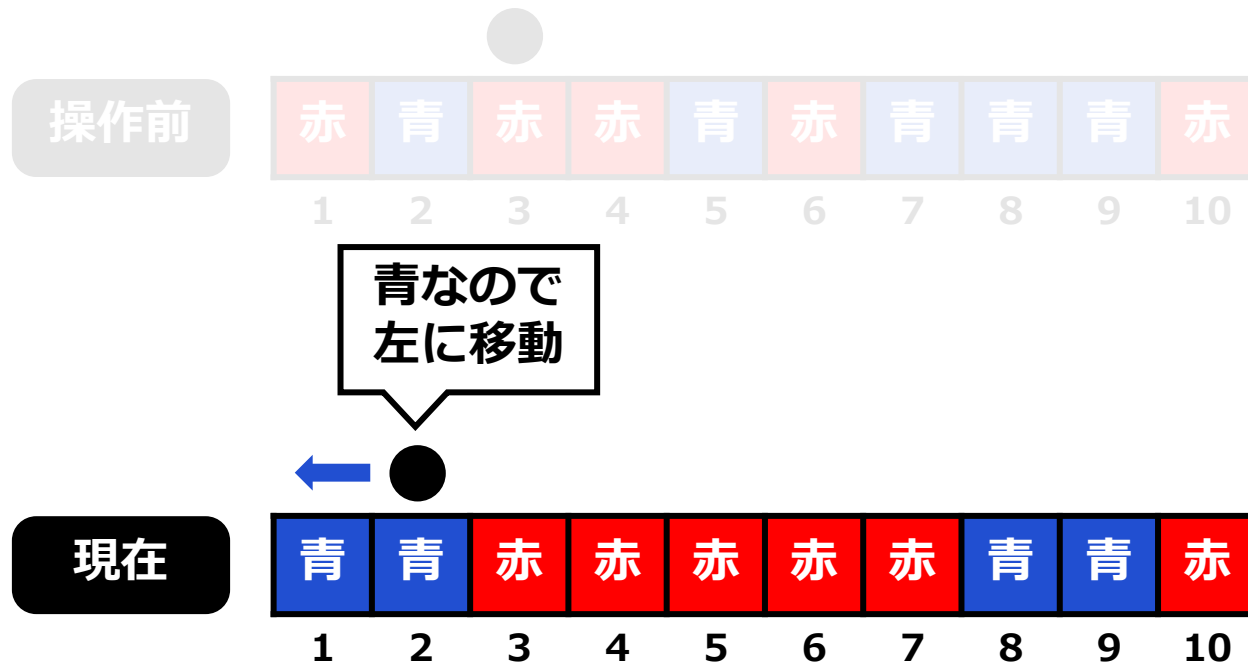 操作前 赤 青 赤 赤 青 赤 青 青 青 赤
1 2 3 4 5 6 7 8 9 10
青なので
左に移動
現在 青 青 赤 赤 赤 赤 赤 青 青 赤
1 2 3 4 5 6 7 8 9 10